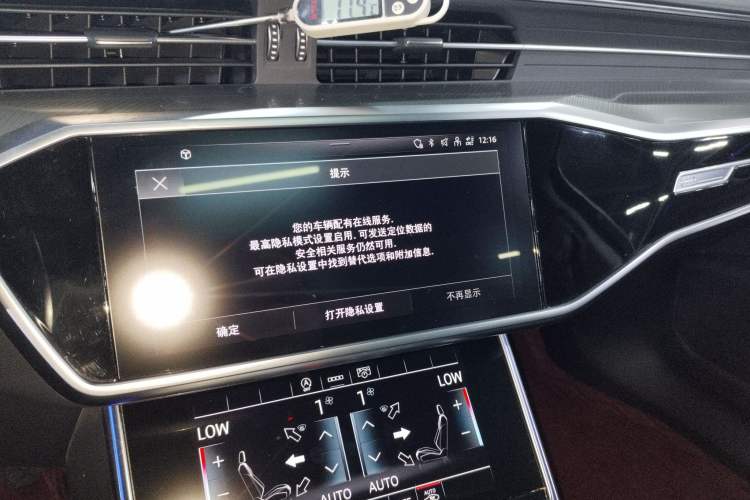 12:16
提示
您的车辆配有在线服务.
最高隐私模式设置启用. 可发送定位数据的
安全相关服务仍然可用.
可在隐私设置中找到替代选项和附加信息.
确定
打开隐私设置
不再显示
LOW
1
1
LOW
AUTO
AUTO
AUTO